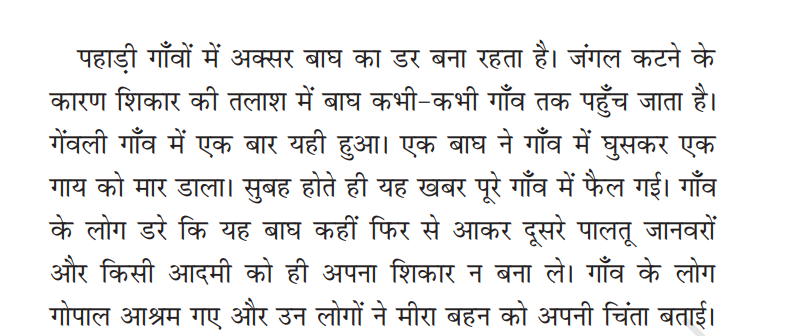 पहाड़ी गाँवों में अक्सर बाघ का डर बना रहता है। जंगल कटने के
कारण शिकार की तलाश में बाघ कभी-कभी गाँव तक पहुँच जाता है।
गेंवली गाँव में एक बार यही हुआ। एक बाघ ने गाँव में घुसकर एक
गाय को मार डाला। सुबह होते ही यह खबर पूरे गाँव में फैल गई। गाँव
के लोग डरे कि यह बाघ कहीं फिर से आकर दूसरे पालतू जानवरों
और किसी आदमी को ही अपना शिकार न बना ले। गाँव के लोग
गोपाल आश्रम गए और उन लोगों ने मीरा बहन को अपनी चिंता बताई।